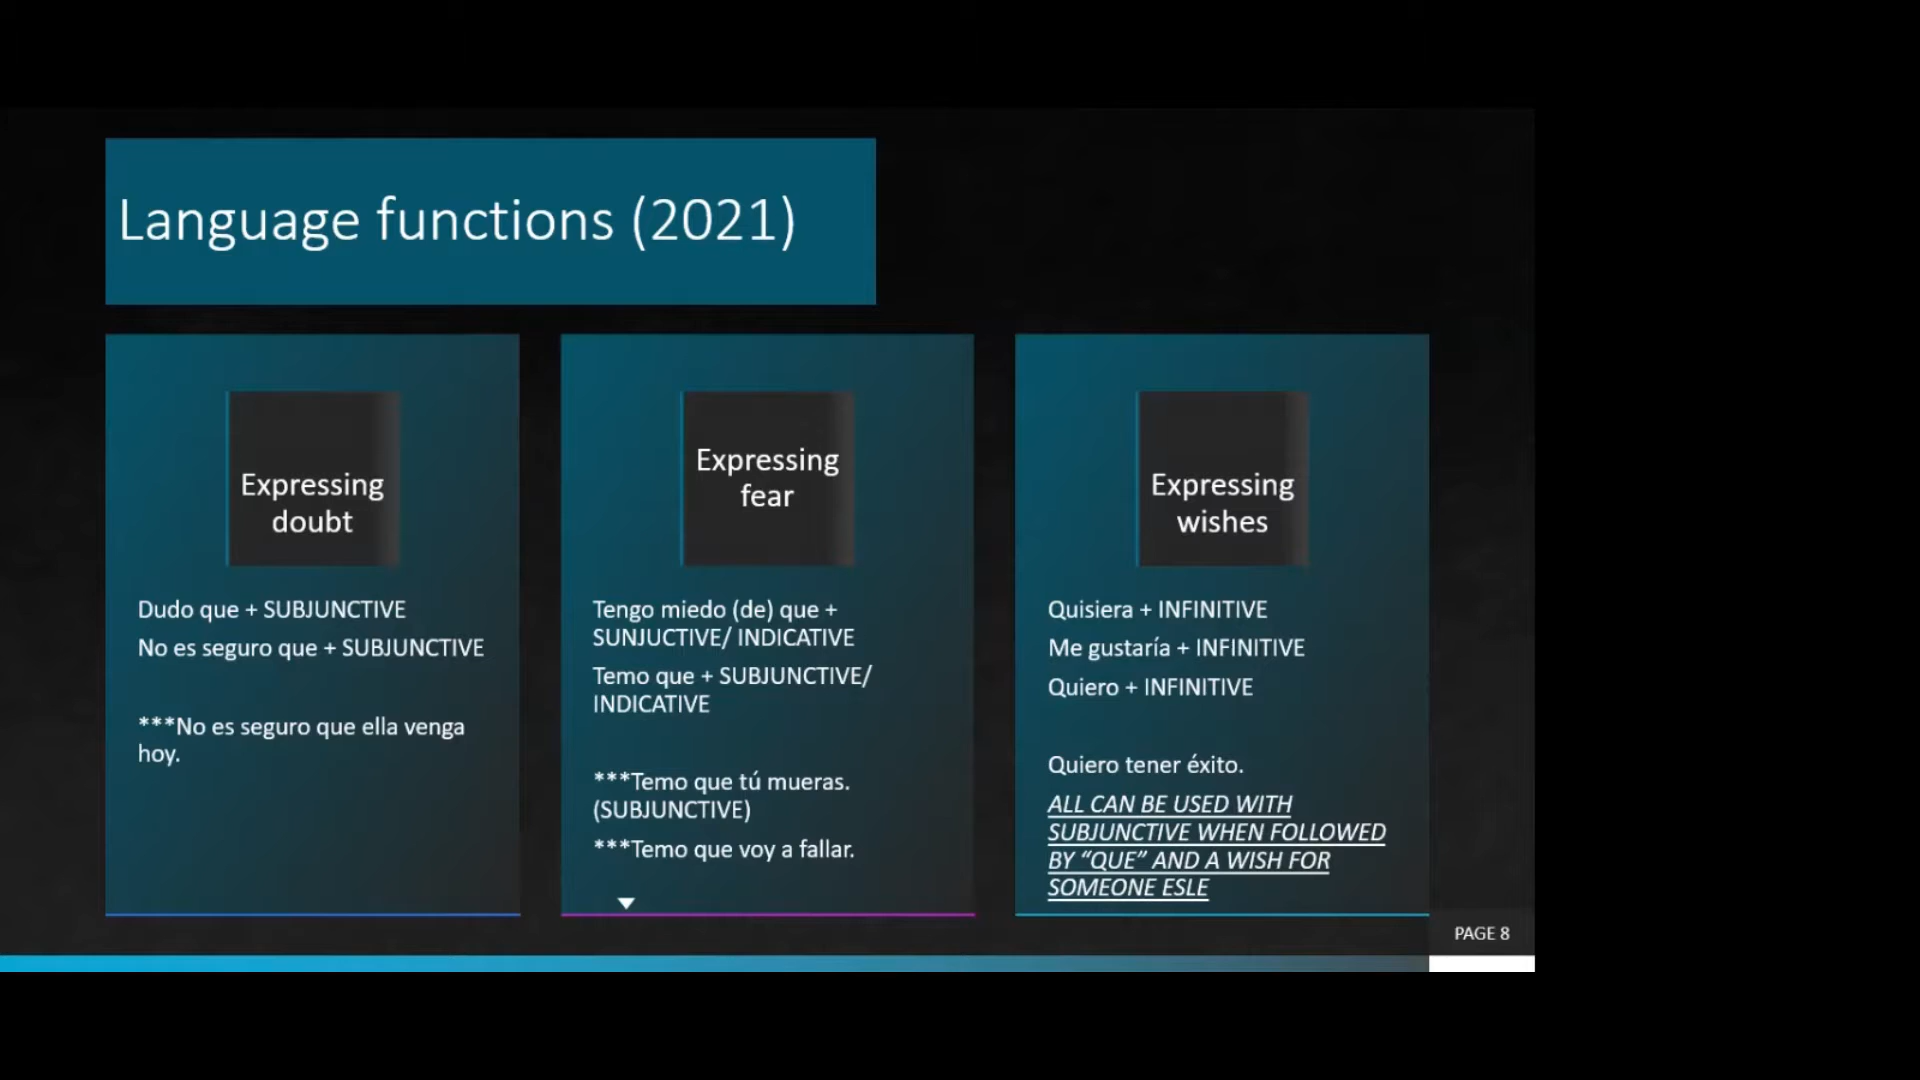 Language functions (2021)
Expressing
doubt
Dudo que + SUBJUNCTIVE
No es seguro que + SUBJUNCTIVE
***No es seguro que ella venga
hoy.
Expressing
fear
Tengo miedo (de) que +
SUNJUCTIVE/ INDICATIVE
Temo que + SUBJUNCTIVE/
INDICATIVE
***Temo que tú mueras.
(SUBJUNCTIVE)
***Temo que voy a fallar.
Expressing
wishes
Quisiera + INFINITIVE
Me gustaría + INFINITIVE
Quiero + INFINITIVE
Quiero tener éxito.
ALL CAN BE USED WITH
SUBJUNCTIVE WHEN FOLLOWED
BY “QUE” AND A WISH FOR
SOMEONE ESLE
PAGE 8